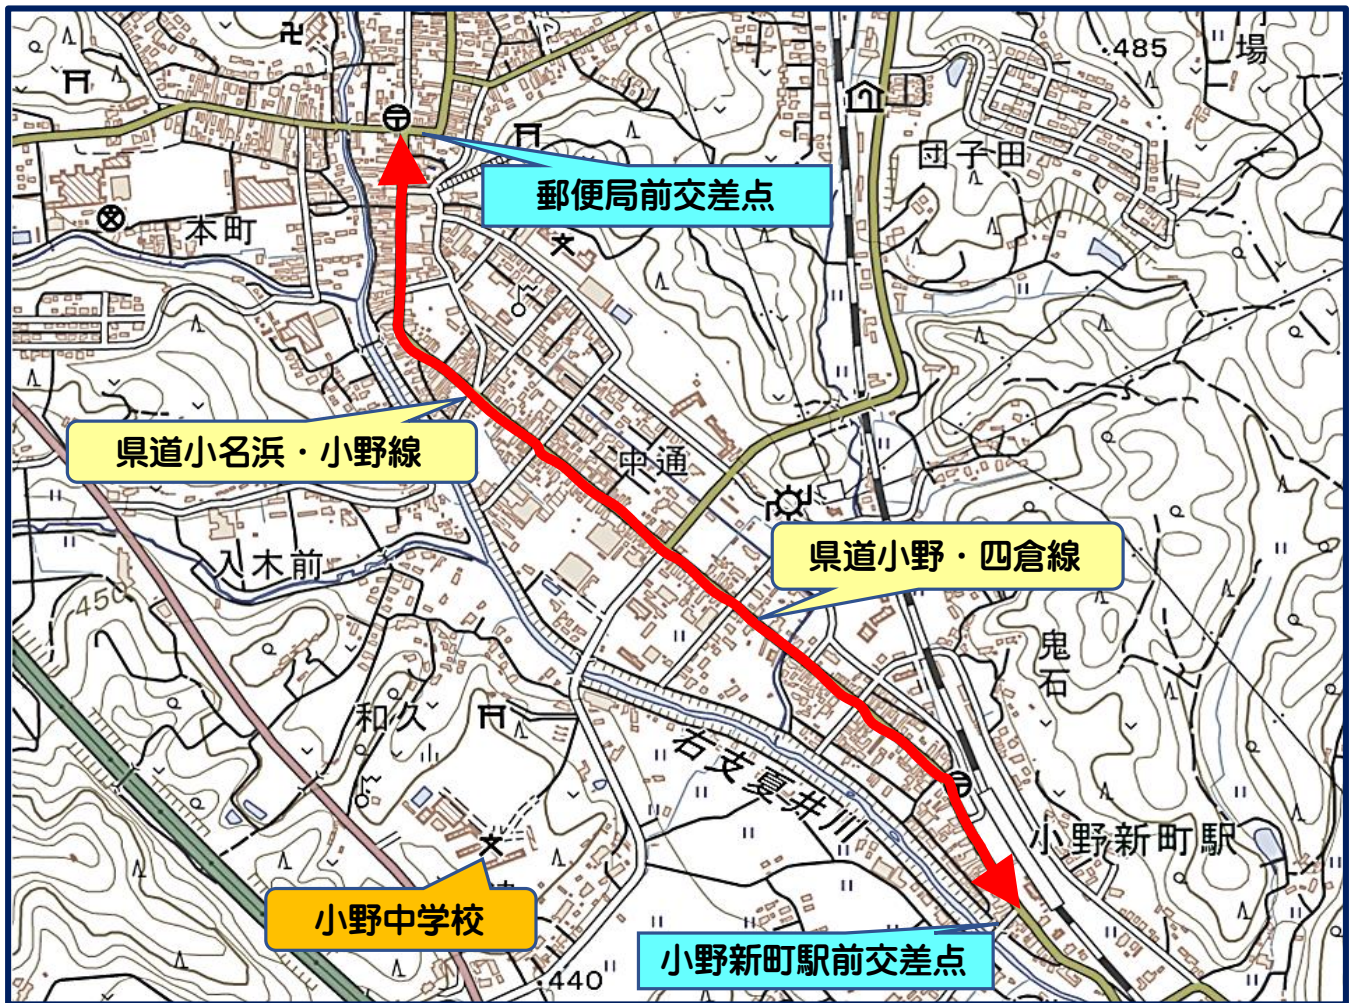 ・485
場
団子田
郵便局前交差点
本町
県道小名浜・小野線
中通
県道小野・四倉線
入木前
450
鬼石
和久
右支夏井川
小野新町駅
小野中学校
小野新町駅前交差点
・440